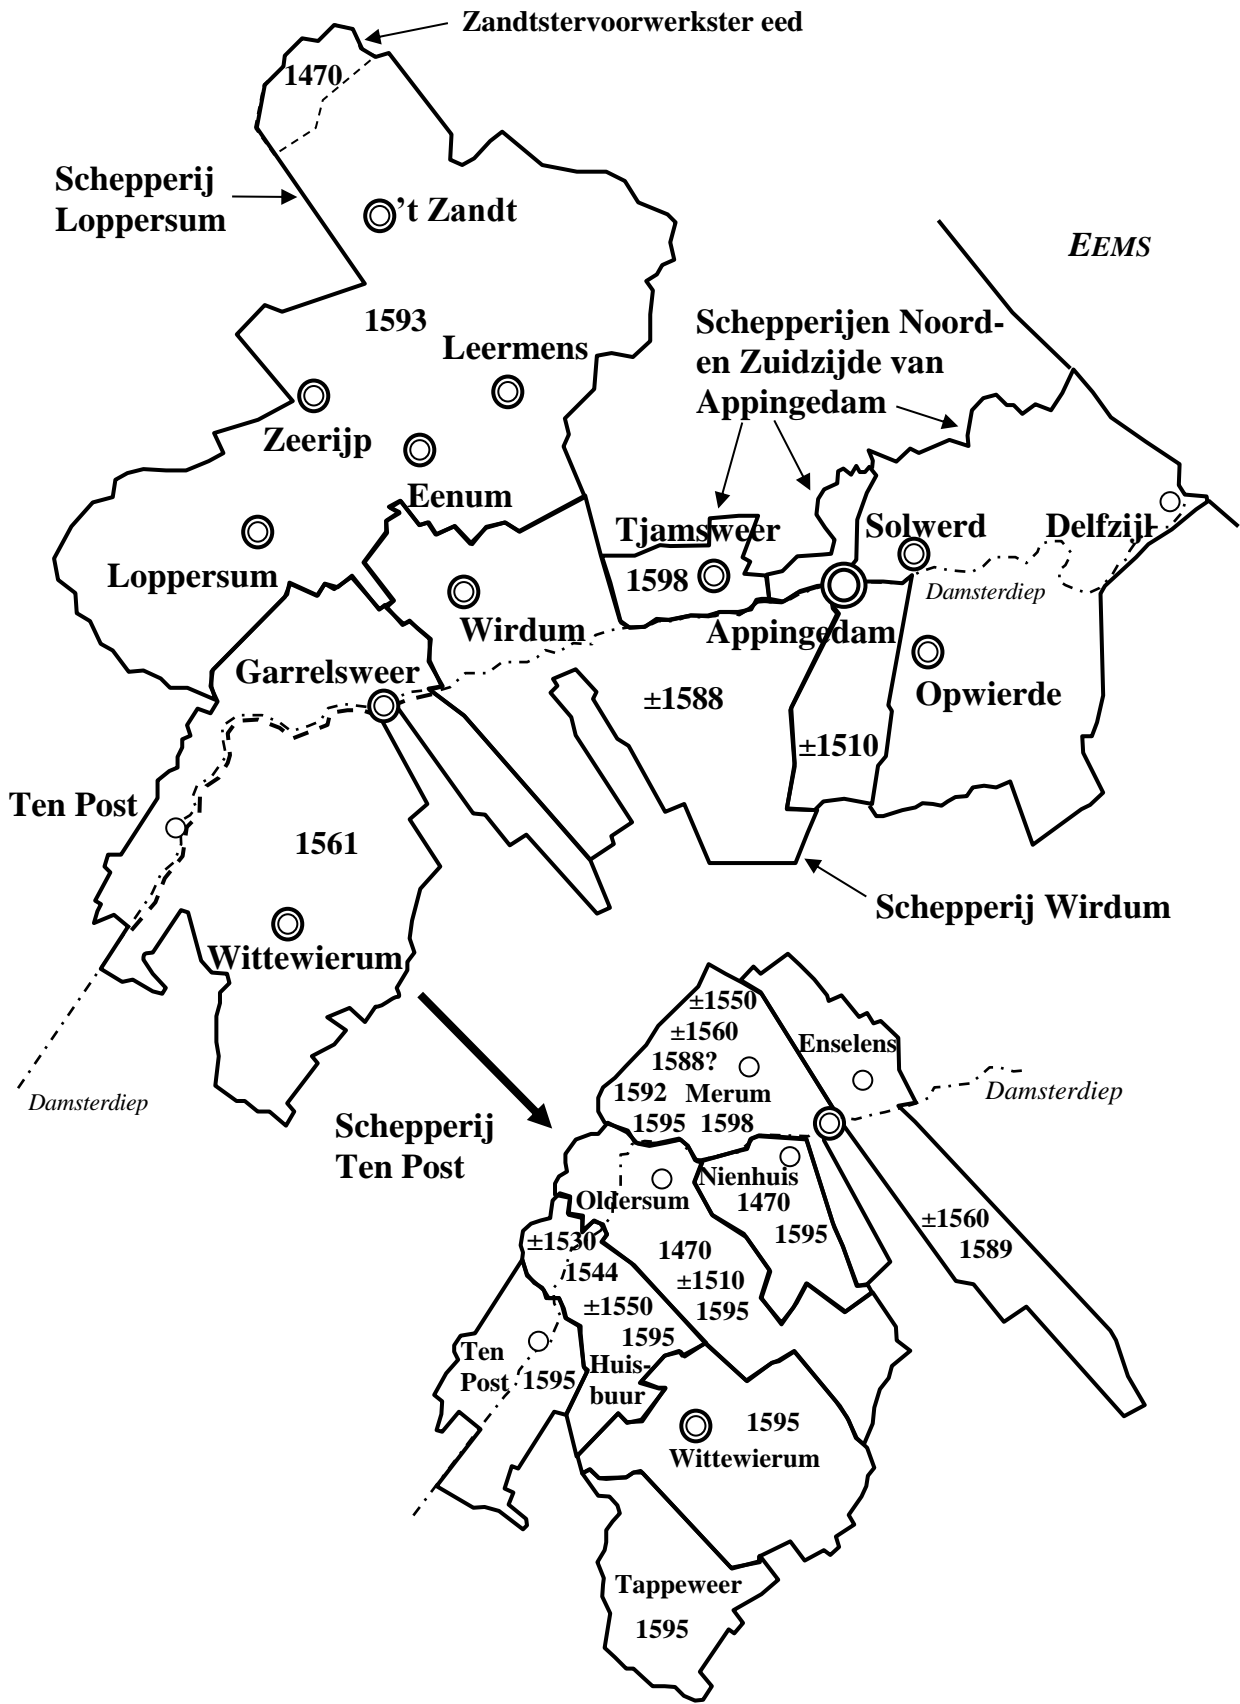 Zandtstervoorwerkster eed
1470
Schepperij
Loppersum
’t Zandt
EEMS
1593
Leermens
Schepperijen Noord-
en Zuidzijde van
Appingedam
Zeerijp
Eenum
Tjamsweer
Solwerd
Delfzijl
Loppersum
1598
Damsterdiep
Wirdum
Appingedam
Garrelsweer
Opwierde
±1588
±1510
Ten Post
1561
Schepperij Wirdum
Wittewierum
Damsterdiep
Schepperij
Ten Post
±1550
±1560
1588?
Enselens
1592 Merum
1595 1598
Damsterdiep
Nienhuis
Oldersum
1470
1595
±1560
1589
±1530
1544
1470
±1510
1595
±1550
1595
Ten
Post
1595
Huis-
buur
1595
Wittewierum
Tappeweer
1595